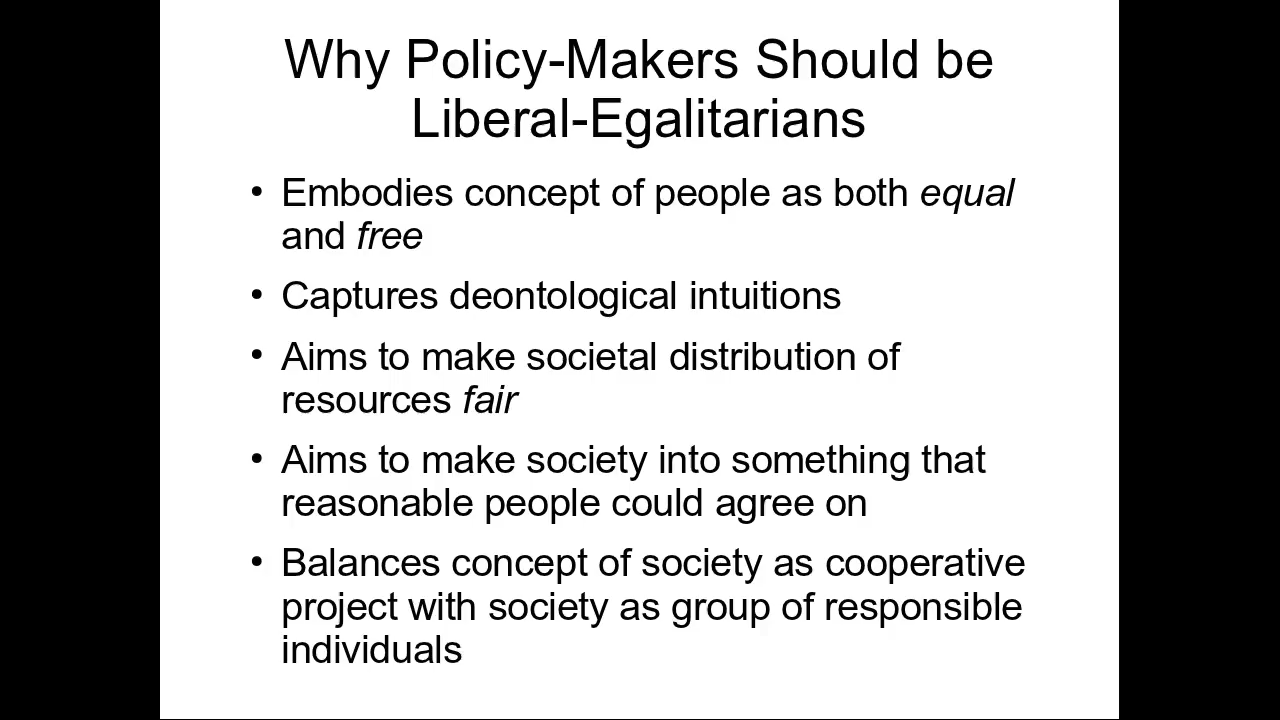 Why Policy-Makers Should be
Liberal-Egalitarians
• Embodies concept of people as both equal
and free
• Captures deontological intuitions
• Aims to make societal distribution of
resources fair
• Aims to make society into something that
reasonable people could agree on
• Balances concept of society as cooperative
project with society as group of responsible
individuals